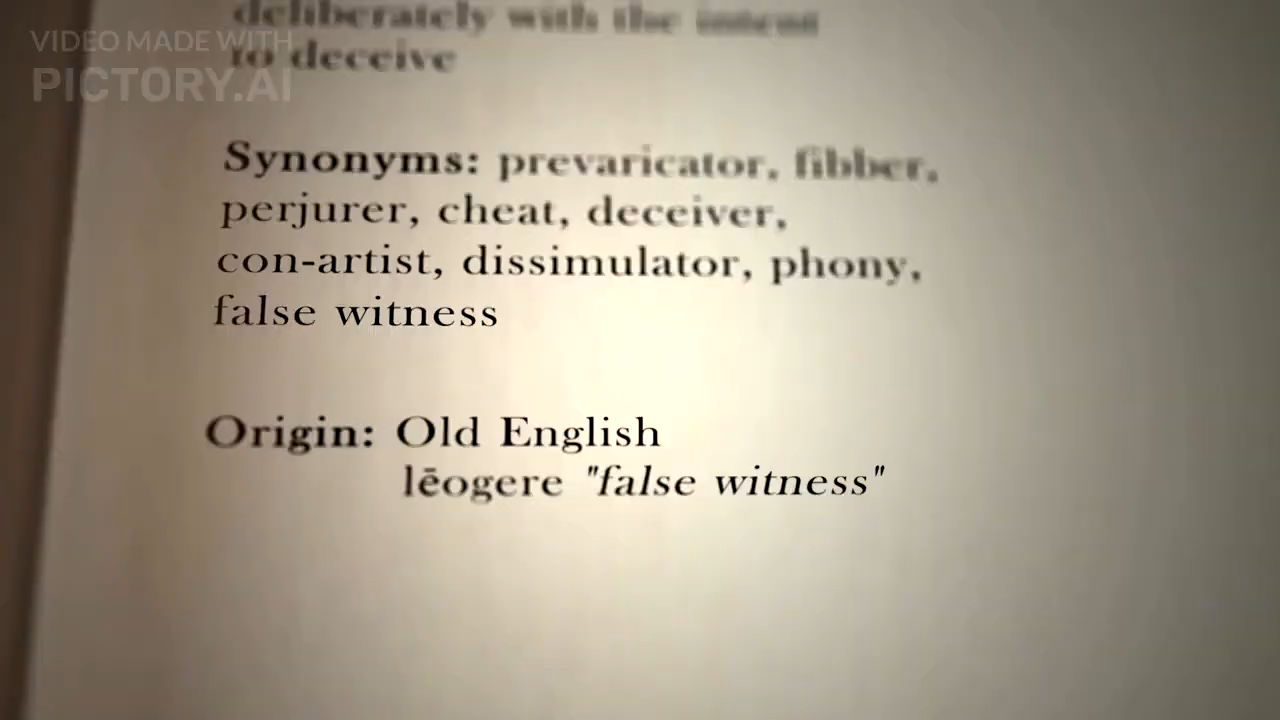 deliberately with the intent
VIDEO MADE WITH
to deceive
PICTORY.AI
Synonyms: prevaricator, fibber,
perjurer, cheat, deceiver,
con-artist, dissimulator, phony,
false witness
Origin: Old English
lēogere "false witness"